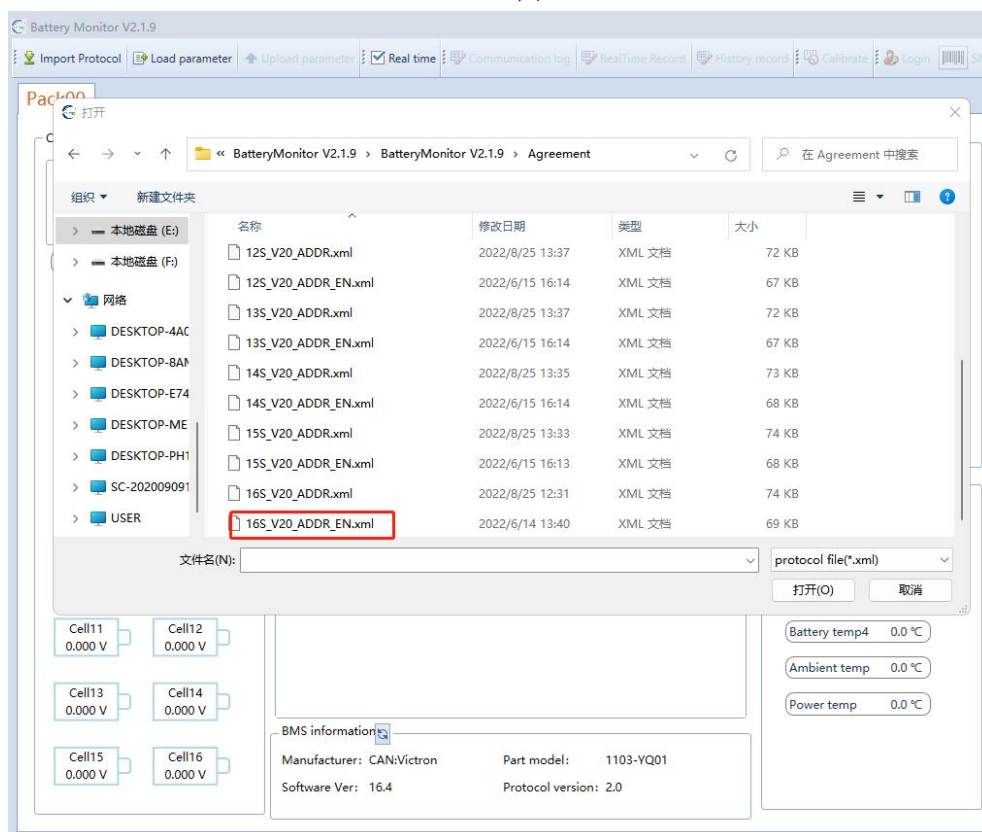 Battery Monitor V2.1.9
Import Protocol Load parameter Upload parameter Real time Communication log RealTime Record History record Calibrate Login
Pack00
打开
« BatteryMonitor V2.1.9 › BatteryMonitor V2.1.9 › Agreement
在 Agreement 中搜索
组织 新建文件夹
名称 修改日期 类型 大小
本地磁盘 (E:)
本地磁盘 (F:)
网络
DESKTOP-4AC
DESKTOP-8AM
DESKTOP-E74
DESKTOP-ME
DESKTOP-PH1
SC-202009091
USER
12S_V20_ADDR.xml 2022/8/25 13:37 XML 文档 72 KB
12S_V20_ADDR_EN.xml 2022/6/15 16:14 XML 文档 67 KB
13S_V20_ADDR.xml 2022/8/25 13:37 XML 文档 72 KB
13S_V20_ADDR_EN.xml 2022/6/15 16:14 XML 文档 67 KB
14S_V20_ADDR.xml 2022/8/25 13:35 XML 文档 73 KB
14S_V20_ADDR_EN.xml 2022/6/15 16:14 XML 文档 68 KB
15S_V20_ADDR.xml 2022/8/25 13:33 XML 文档 74 KB
15S_V20_ADDR_EN.xml 2022/6/15 16:13 XML 文档 68 KB
16S_V20_ADDR.xml 2022/8/25 12:31 XML 文档 74 KB
16S_V20_ADDR_EN.xml 2022/6/14 13:40 XML 文档 69 KB
文件名(N): protocol file(*.xml)
打开(O) 取消
Cell11 Cell12
0.000 V 0.000 V
Cell13 Cell14
0.000 V 0.000 V
Cell15 Cell16
0.000 V 0.000 V
Battery temp4 0.0 ℃
Ambient temp 0.0 ℃
Power temp 0.0 ℃
BMS information
Manufacturer: CAN:Victron Part model: 1103-YQ01
Software Ver: 16.4 Protocol version: 2.0